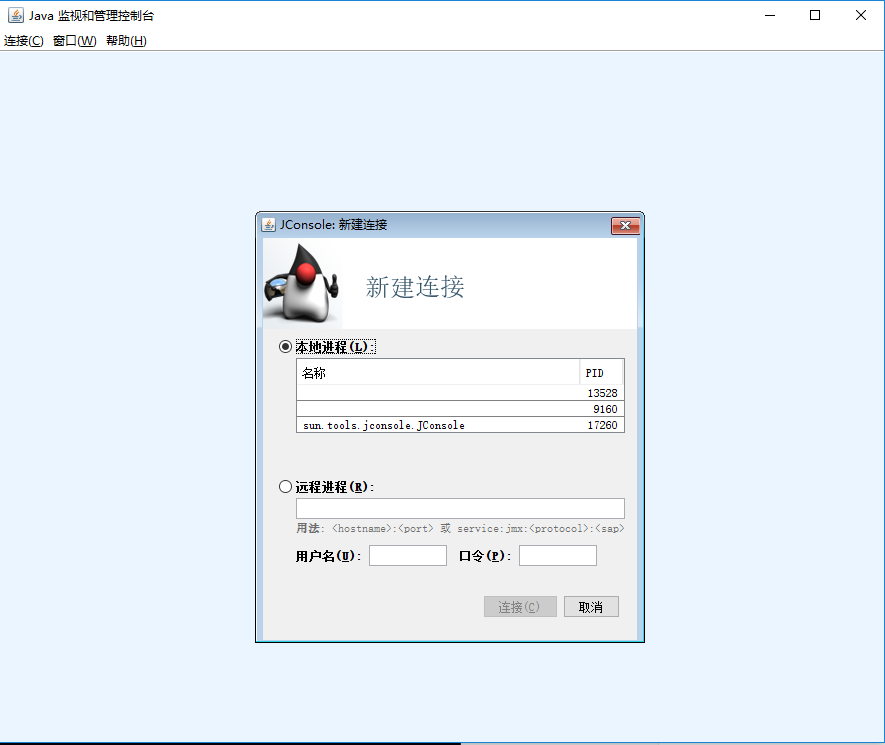 Java 监视和管理控制台
连接(C) 窗口(W) 帮助(H)
JConsole: 新建连接
新建连接
本地进程(L):
名称 PID
13528
9160
sun.tools.jconsole.JConsole 17260
远程进程(R):
用法: <hostname>:<port> 或 service:jmx:<protocol>:<sap>
用户名(U): 口令(P):
连接(C) 取消